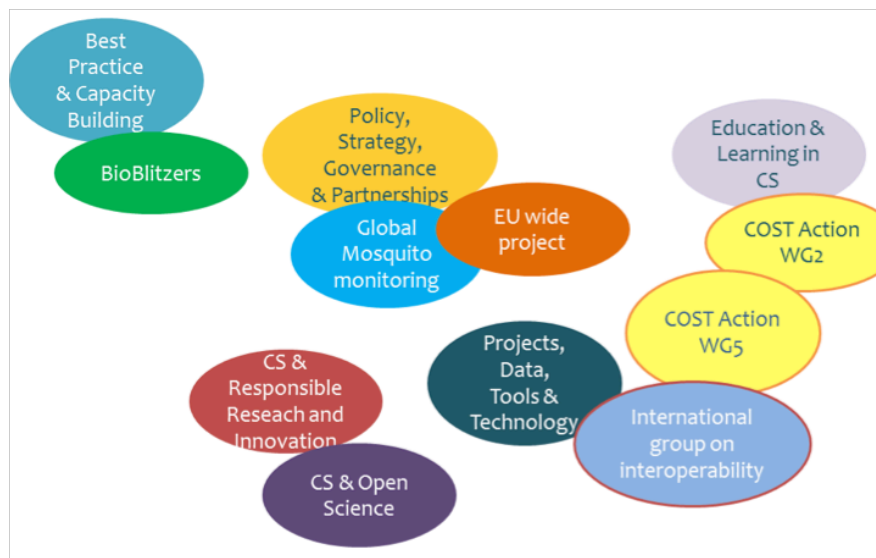 Best
Practice
& Capacity
Building
BioBlitzers
Policy,
Strategy,
Governance
& Partnerships
Global
Mosquito
monitoring
EU wide
project
Education &
Learning in
CS
COST Action
WG2
COST Action
WG5
Projects,
Data,
Tools &
Technology
International
group on
interoperability
CS &
Responsible
Reseach and
Innovation
CS & Open
Science